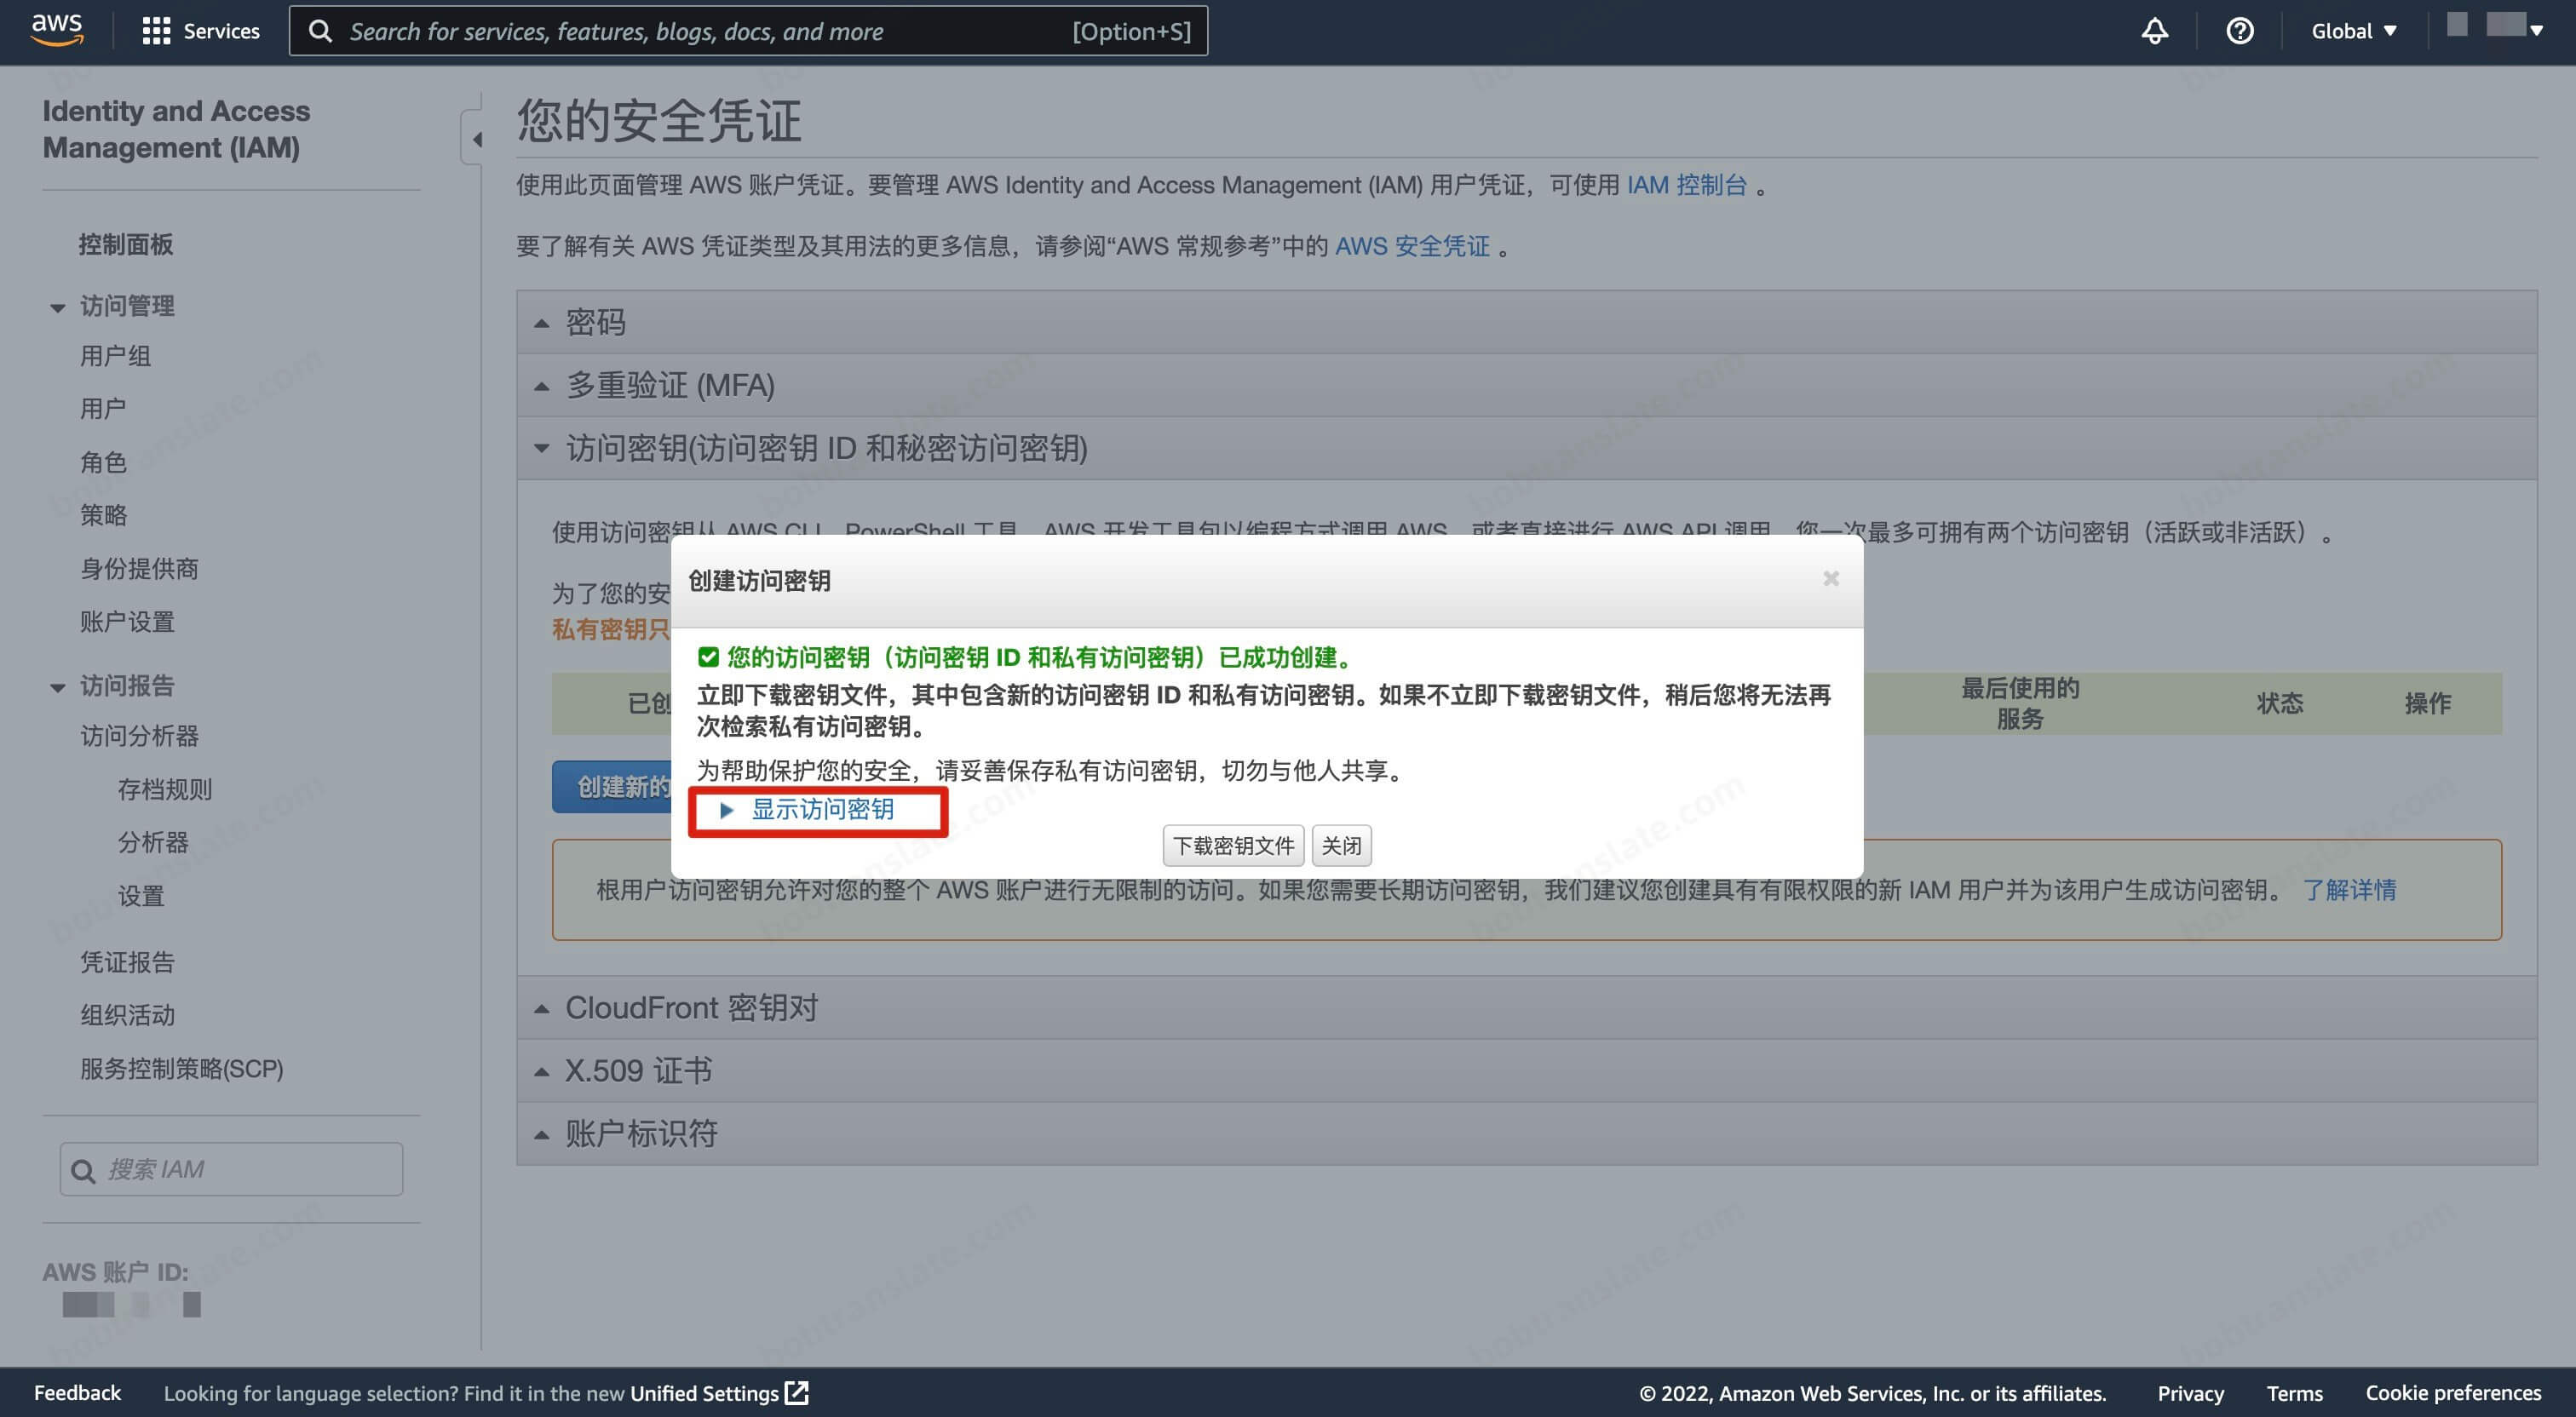 aws
Services
Search for services, features, blogs, docs, and more
[Option+S]
Global
Identity and Access
Management (IAM)
控制面板
访问管理
用户组
用户
角色
策略
身份提供商
账户设置
访问报告
访问分析器
存档规则
分析器
设置
凭证报告
组织活动
服务控制策略(SCP)
搜索 IAM
AWS 账户 ID:
您的安全凭证
使用此页面管理 AWS 账户凭证。要管理 AWS Identity and Access Management (IAM) 用户凭证，可使用 IAM 控制台 。
要了解有关 AWS 凭证类型及其用法的更多信息，请参阅“AWS 常规参考”中的 AWS 安全凭证 。
密码
多重验证 (MFA)
访问密钥(访问密钥 ID 和秘密访问密钥)
使用访问密钥从 AWS CLI、PowerShell 工具、AWS 开发工具包以编程方式调用 AWS，或者直接进行 AWS API 调用。您一次最多可拥有两个访问密钥（活跃或非活跃）。
为了您的安
私有密钥只
已创
最后使用的
服务
状态
操作
创建新的
创建访问密钥
您的访问密钥（访问密钥 ID 和私有访问密钥）已成功创建。
立即下载密钥文件，其中包含新的访问密钥 ID 和私有访问密钥。如果不立即下载密钥文件，稍后您将无法再
次检索私有访问密钥。
为帮助保护您的安全，请妥善保存私有访问密钥，切勿与他人共享。
显示访问密钥
下载密钥文件
关闭
根用户访问密钥允许对您的整个 AWS 账户进行无限制的访问。如果您需要长期访问密钥，我们建议您创建具有有限权限的新 IAM 用户并为该用户生成访问密钥。 了解详情
CloudFront 密钥对
X.509 证书
账户标识符
Feedback
Looking for language selection? Find it in the new Unified Settings
© 2022, Amazon Web Services, Inc. or its affiliates.
Privacy
Terms
Cookie preferences
bobtranslate.com